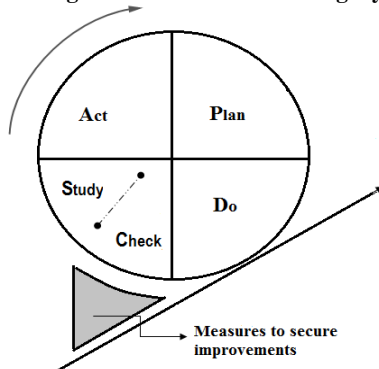 Act
Plan
Study
Check
Do
Measures to secure
improvements